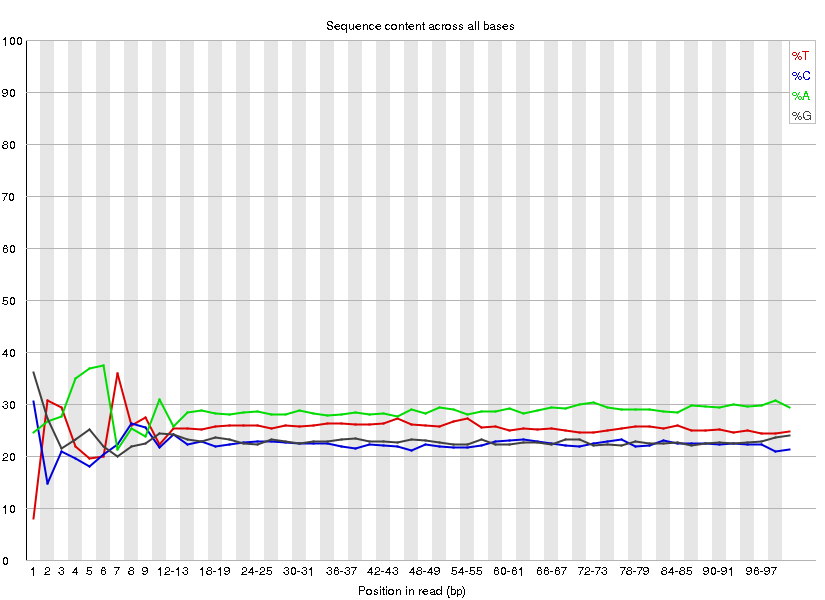 Sequence content across all bases
100
90
80
70
60
50
40
30
20
10
0
%T
%C
%A
%G
1 2 3 4 5 6 7 8 9 12-13 18-19 24-25 30-31 36-37 42-43 48-49 54-55 60-61 66-67 72-73 78-79 84-85 90-91 96-97
Position in read (bp)